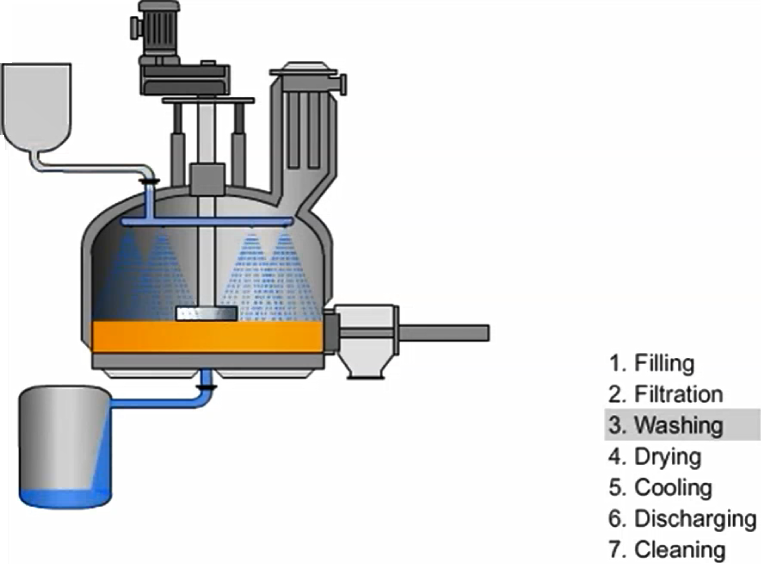 1. Filling
2. Filtration
3. Washing
4. Drying
5. Cooling
6. Discharging
7. Cleaning